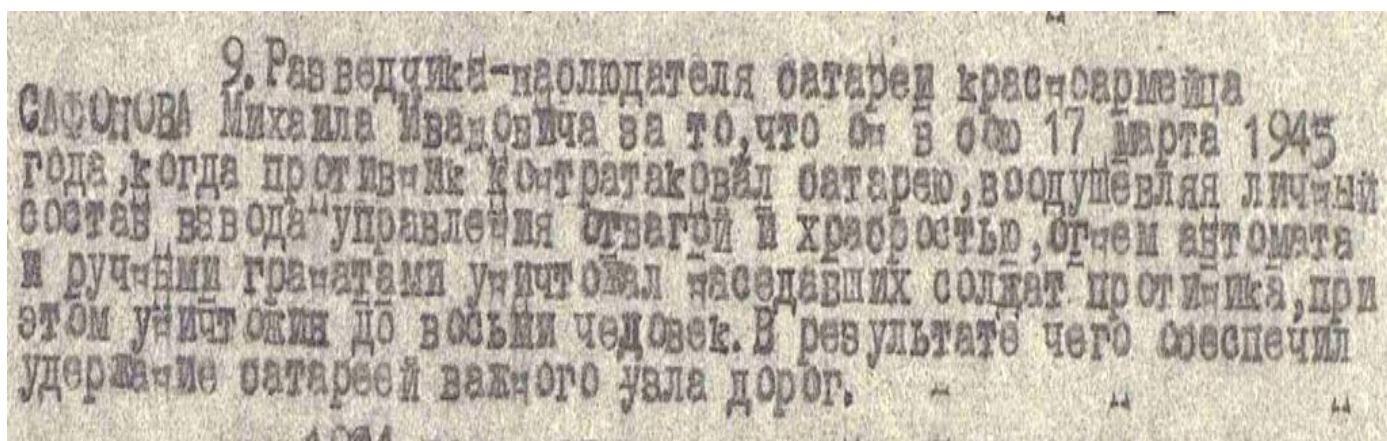 9.Разведчика-наблюдателя батареи красноармейца
САФОНОВА Михаила Ивановича за то,что он в бою 17 марта 1945
года,когда противник контратаковал батарею,воодушевляя личный
состав взвода управления отвагой и храбростью,огнем автомата
и ручными гранатами уничтожал наседавших солдат протиника,при
этом уничтожив до восьми человек.В результате чего обеспечил
удержание батареей важного узла дорог. - " "